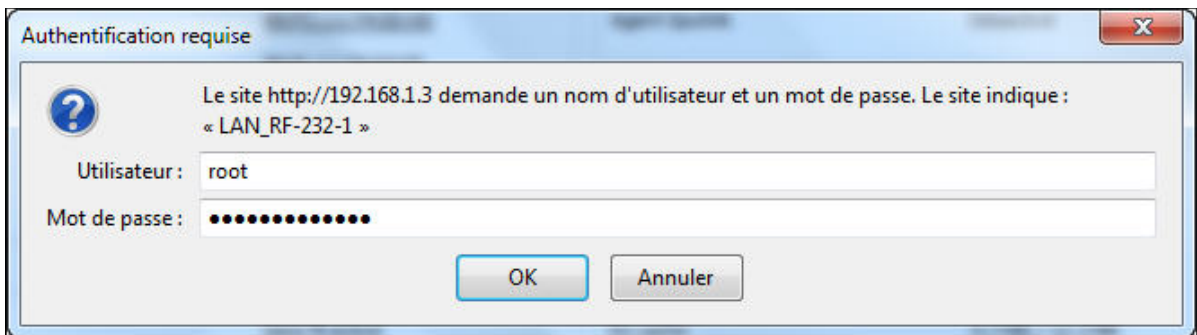 Authentification requise
Le site http://192.168.1.3 demande un nom d'utilisateur et un mot de passe. Le site indique :
« LAN_RF-232-1 »
Utilisateur : root
Mot de passe : •••••••••••••
OK Annuler